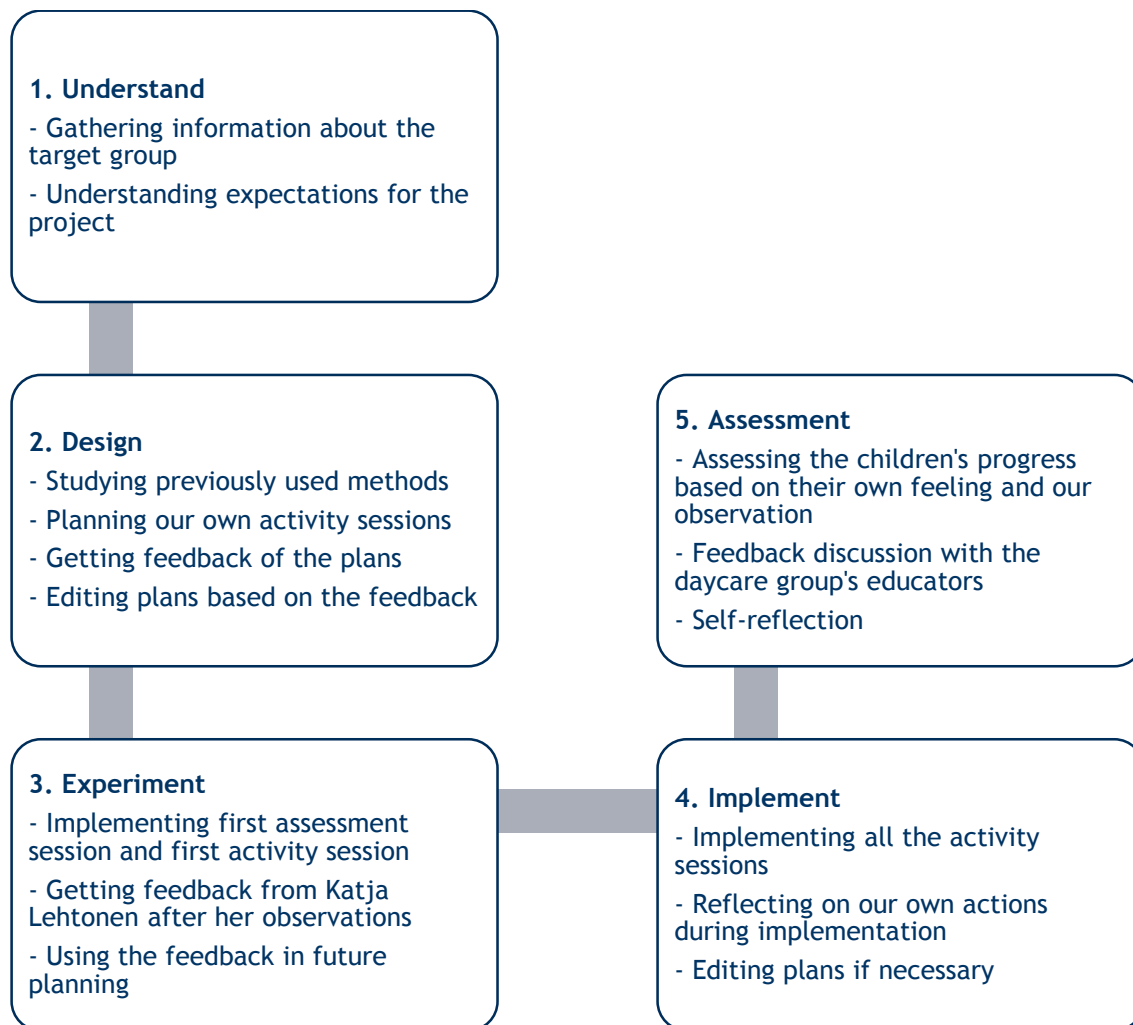 1. Understand
- Gathering information about the
target group
- Understanding expectations for the
project
2. Design
- Studying previously used methods
- Planning our own activity sessions
- Getting feedback of the plans
- Editing plans based on the feedback
3. Experiment
- Implementing first assessment
session and first activity session
- Getting feedback from Katja
Lehtonen after her observations
- Using the feedback in future
planning
4. Implement
- Implementing all the activity
sessions
- Reflecting on our own actions
during implementation
- Editing plans if necessary
5. Assessment
- Assessing the children's progress
based on their own feeling and our
observation
- Feedback discussion with the
daycare group's educators
- Self-reflection